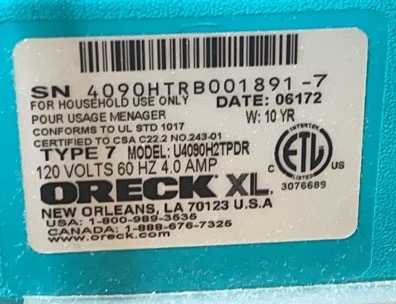 SN 4090HTRB001891-7
FOR HOUSEHOLD USE ONLY DATE: 06172
POUR USAGE MENAGER W: 10 YR
CONFORMS TO UL STD 1017
CERTIFIED TO CSA C22.2 NO.243-01
TYPE 7 MODEL: U4090H2TPDR
120 VOLTS 60 HZ 4.0 AMP
INTERTEK
C ETL US
LISTED
3076689
ORECK XL
NEW ORLEANS, LA 70123 U.S.A
USA: 1-800-989-3535
CANADA: 1-888-676-7325
www.oreck.com